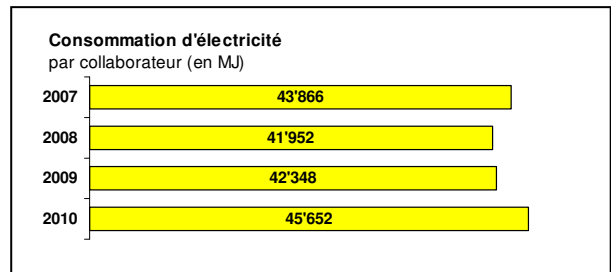 Consommation d'électricité
par collaborateur (en MJ)
2007 43'866
2008 41'952
2009 42'348
2010 45'652